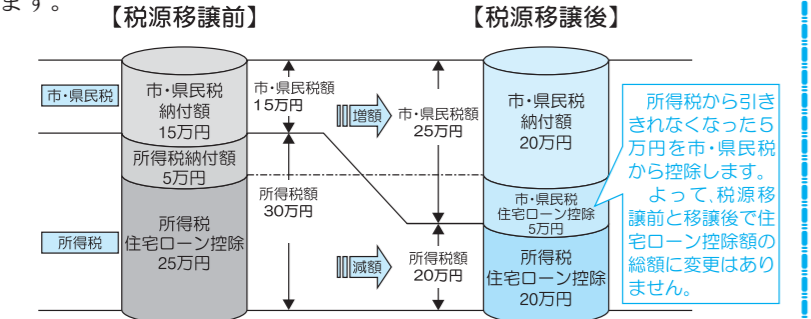 ます。
【税源移譲前】
【税源移譲後】
市・県民税
市・県民税
納付額
15万円
市・県民税額
15万円
増額
市・県民税額
25万円
市・県民税
納付額
20万円
所得税納付額
5万円
所得税額
30万円
市・県民税
住宅ローン控除
5万円
所得税
所得税
住宅ローン控除
25万円
減額
所得税額
20万円
所得税
住宅ローン控除
20万円
所得税から引き
きれなくなった5
万円を市・県民税
から控除します。
よって、税源移
譲前と移譲後で住
宅ローン控除額の
総額に変更はあり
ません。